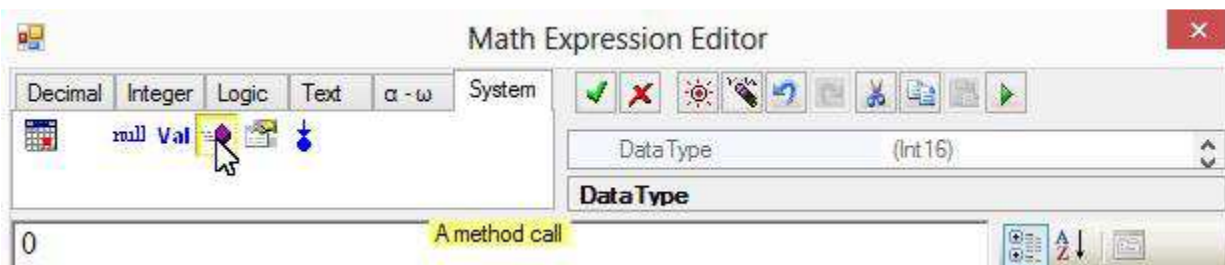 Math Expression Editor
Decimal Integer Logic Text α - ω System
null Val
DataType (Int16)
DataType
0
A method call
A
Z